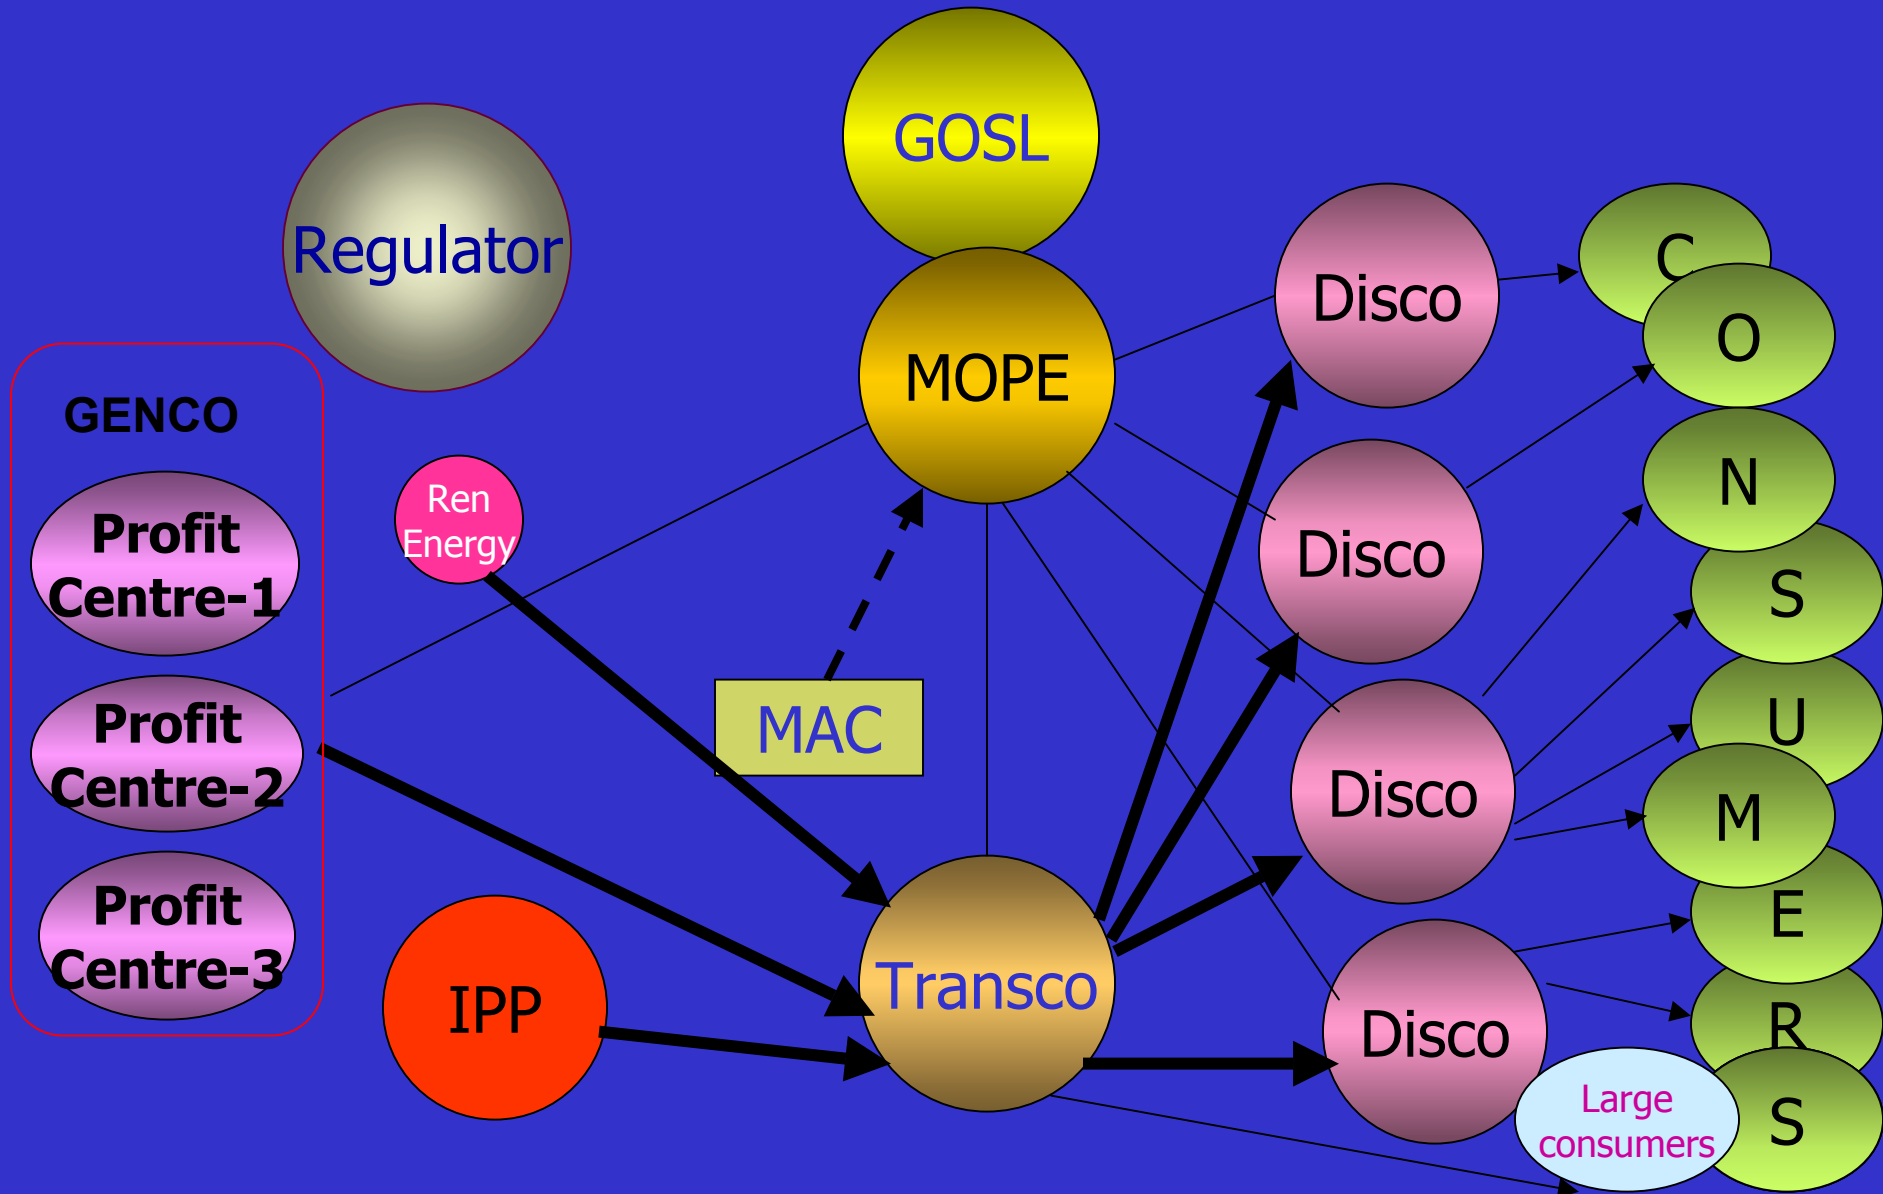 GOSL
Regulator
MOPE
GENCO
Profit
Centre-1
Profit
Centre-2
Profit
Centre-3
Ren
Energy
MAC
IPP
Transco
Disco
Disco
Disco
Disco
C
O
N
S
U
M
E
R
S
Large
consumers